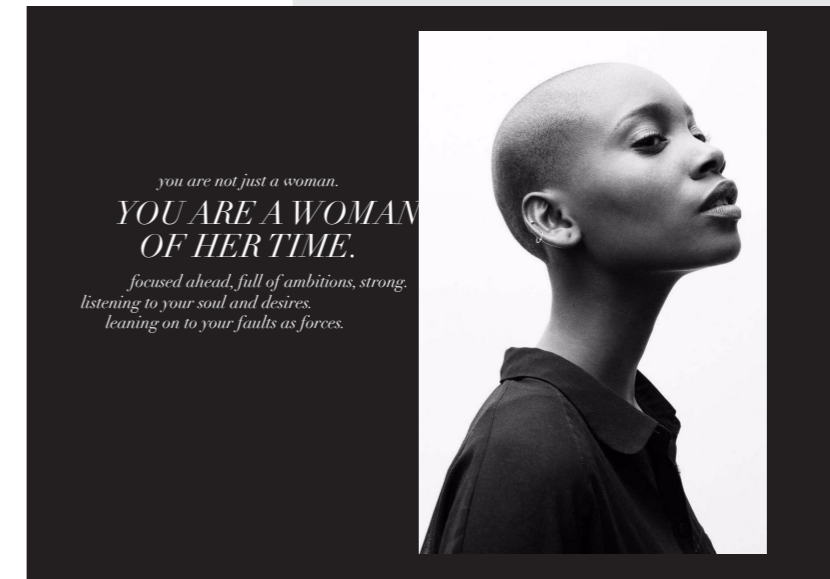 you are not just a woman.
YOU ARE A WOMAN
OF HER TIME.
focused ahead, full of ambitions, strong.
listening to your soul and desires.
leaning on to your faults as forces.